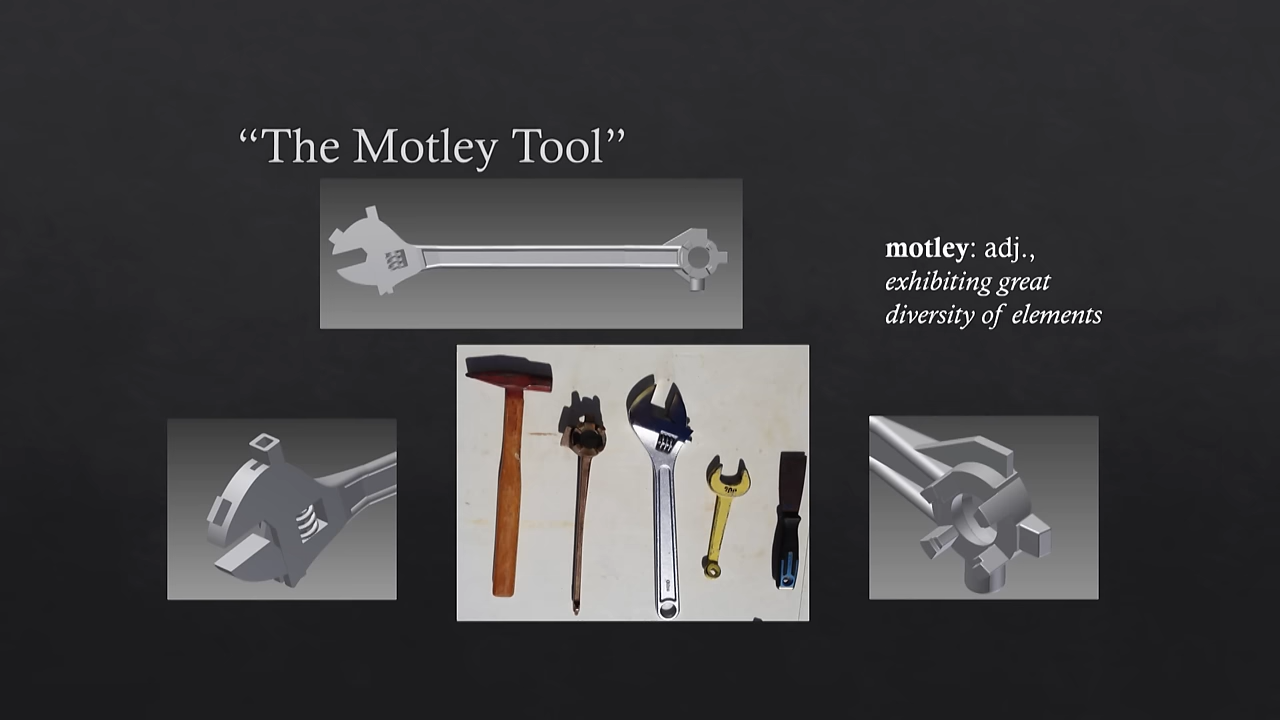 “The Motley Tool”
motley: adj.,
exhibiting great
diversity of elements